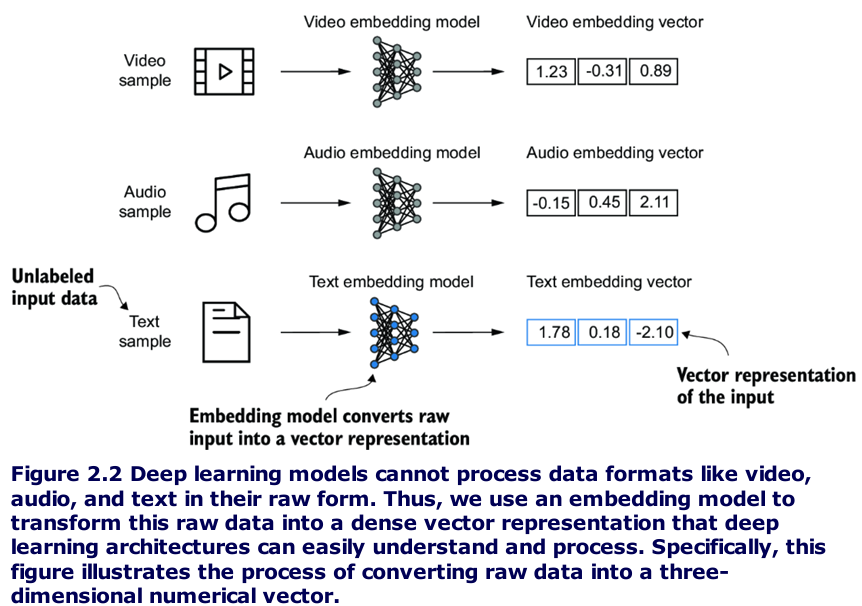 Video embedding model
Video embedding vector
Video
sample
1.23 -0.31 0.89
Audio embedding model
Audio embedding vector
Audio
sample
-0.15 0.45 2.11
Unlabeled
input data
Text embedding model
Text embedding vector
Text
sample
1.78 0.18 -2.10
Vector representation
of the input
Embedding model converts raw
input into a vector representation
Figure 2.2 Deep learning models cannot process data formats like video,
audio, and text in their raw form. Thus, we use an embedding model to
transform this raw data into a dense vector representation that deep
learning architectures can easily understand and process. Specifically, this
figure illustrates the process of converting raw data into a three-
dimensional numerical vector.